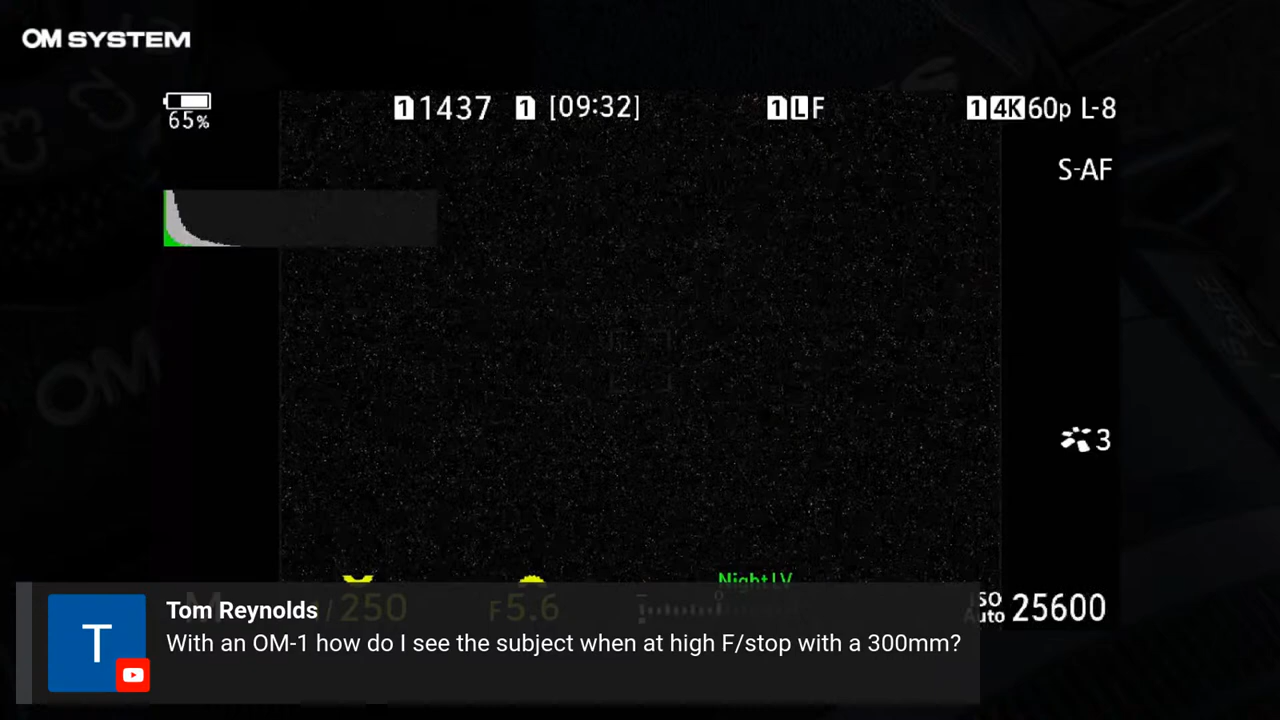 OM SYSTEM
65%
1 1437 1 [09:32] 1 L F 1 4K 60p L-8
S-AF
3
Night LV
M 1/250 F5.6 0 ISO Auto 25600
T
Tom Reynolds
With an OM-1 how do I see the subject when at high F/stop with a 300mm?